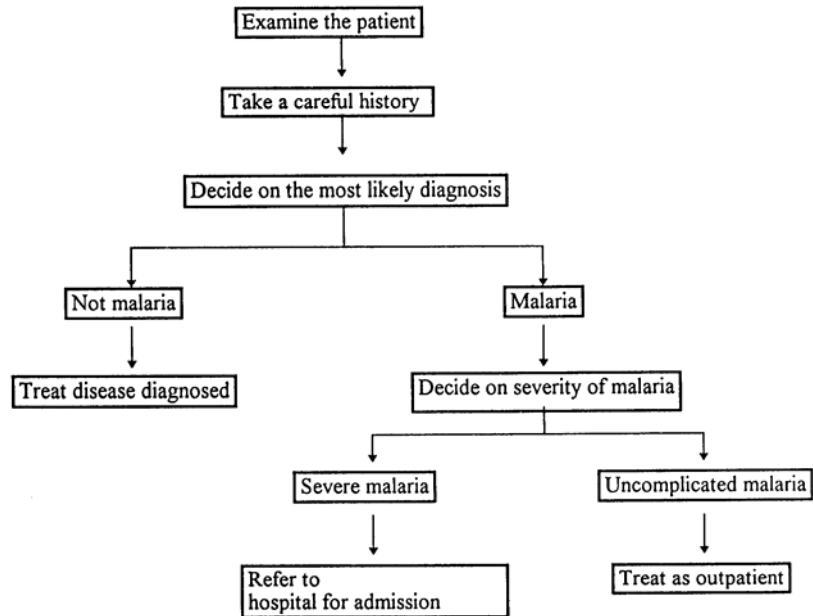 Examine the patient
Take a careful history
Decide on the most likely diagnosis
Not malaria
Malaria
Treat disease diagnosed
Decide on severity of malaria
Severe malaria
Uncomplicated malaria
Refer to
hospital for admission
Treat as outpatient